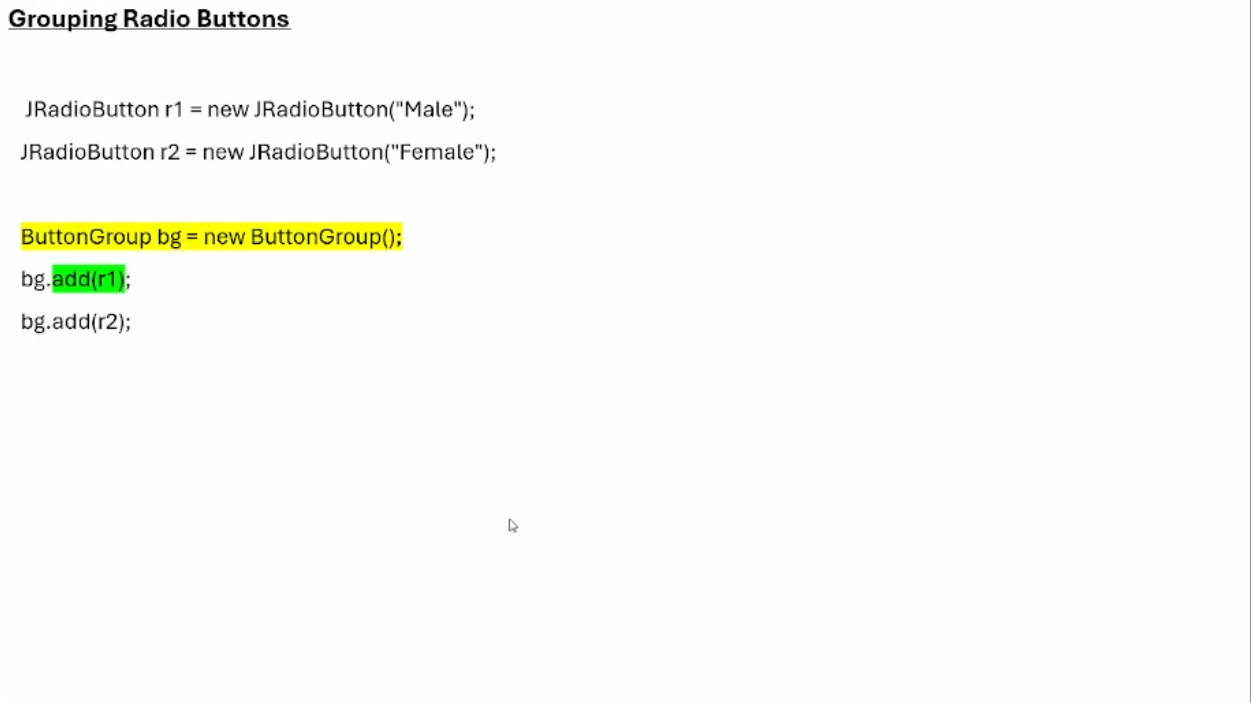 Grouping Radio Buttons
JRadioButton r1 = new JRadioButton("Male");
JRadioButton r2 = new JRadioButton("Female");
ButtonGroup bg = new ButtonGroup();
bg.add(r1);
bg.add(r2);